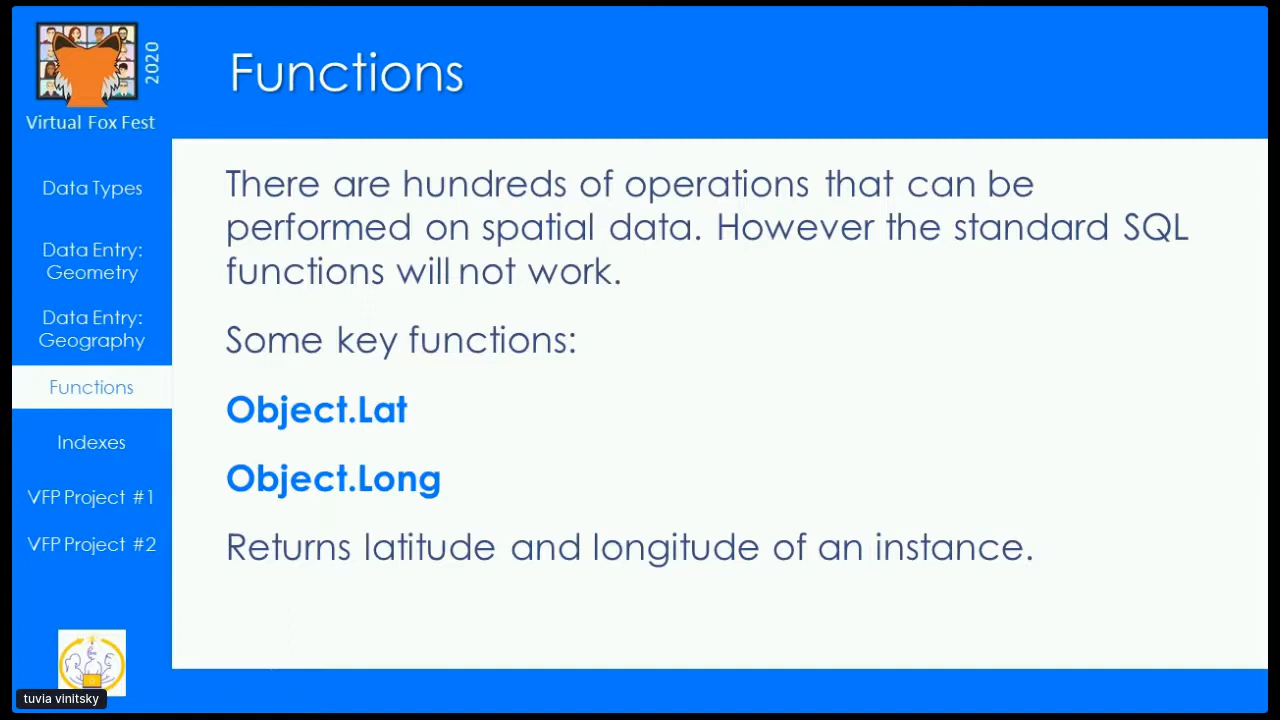 2020
Virtual Fox Fest
Functions
Data Types
Data Entry:
Geometry
Data Entry:
Geography
Functions
Indexes
VFP Project #1
VFP Project #2
There are hundreds of operations that can be
performed on spatial data. However the standard SQL
functions will not work.
Some key functions:
Object.Lat
Object.Long
Returns latitude and longitude of an instance.
tuvia vinitsky